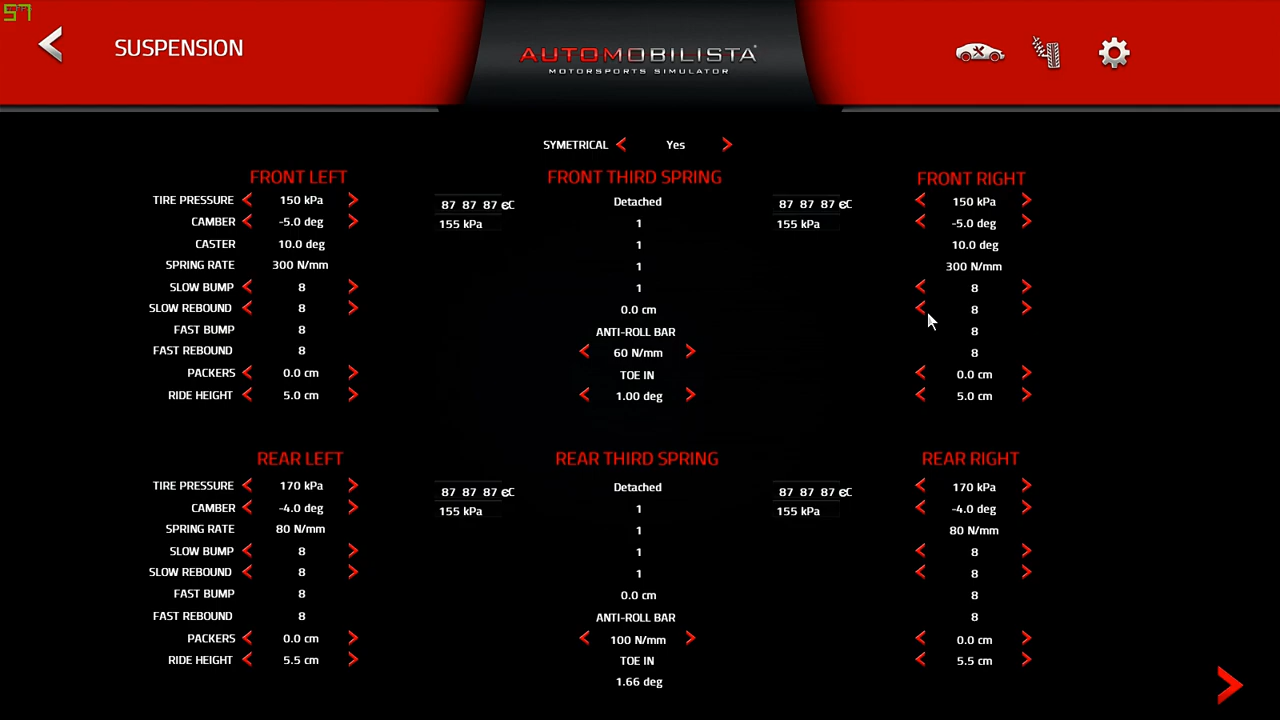 57
SUSPENSION
AUTOMOBILISTA
MOTORSPORTS SIMULATOR
SYMETRICAL Yes
FRONT LEFT FRONT THIRD SPRING FRONT RIGHT
TIRE PRESSURE 150 kPa 87 87 87 °C Detached 87 87 87 °C 150 kPa
CAMBER -5.0 deg 155 kPa 1 155 kPa -5.0 deg
CASTER 10.0 deg 1 10.0 deg
SPRING RATE 300 N/mm 1 300 N/mm
SLOW BUMP 8 1 8
SLOW REBOUND 8 0.0 cm 8
FAST BUMP 8 ANTI-ROLL BAR 8
FAST REBOUND 8 60 N/mm 8
PACKERS 0.0 cm TOE IN 0.0 cm
RIDE HEIGHT 5.0 cm 1.00 deg 5.0 cm
REAR LEFT REAR THIRD SPRING REAR RIGHT
TIRE PRESSURE 170 kPa 87 87 87 °C Detached 87 87 87 °C 170 kPa
CAMBER -4.0 deg 155 kPa 1 155 kPa -4.0 deg
SPRING RATE 80 N/mm 1 80 N/mm
SLOW BUMP 8 1 8
SLOW REBOUND 8 1 8
FAST BUMP 8 0.0 cm 8
FAST REBOUND 8 ANTI-ROLL BAR 8
PACKERS 0.0 cm 100 N/mm 0.0 cm
RIDE HEIGHT 5.5 cm TOE IN 5.5 cm
1.66 deg